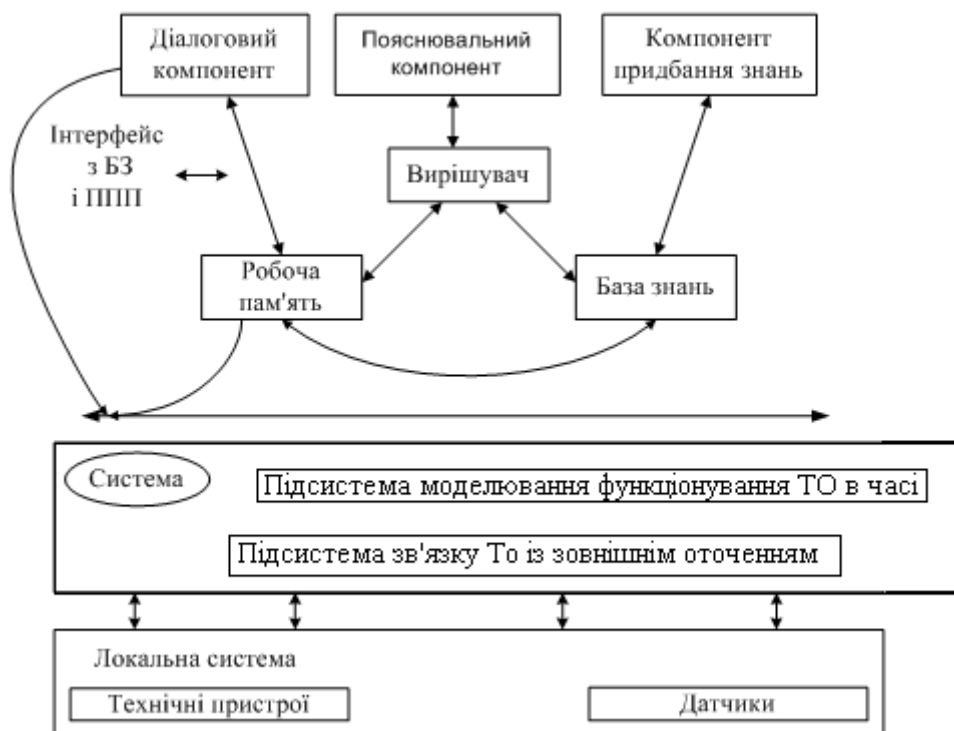 Діалоговий
компонент
Пояснювальний
компонент
Компонент
придбання знань
Інтерфейс
з БЗ
і ППП
Вирішувач
Робоча
пам'ять
База знань
Система
Підсистема моделювання функціонування ТО в часі
Підсистема зв'язку То із зовнішнім оточенням
Локальна система
Технічні пристрої
Датчики